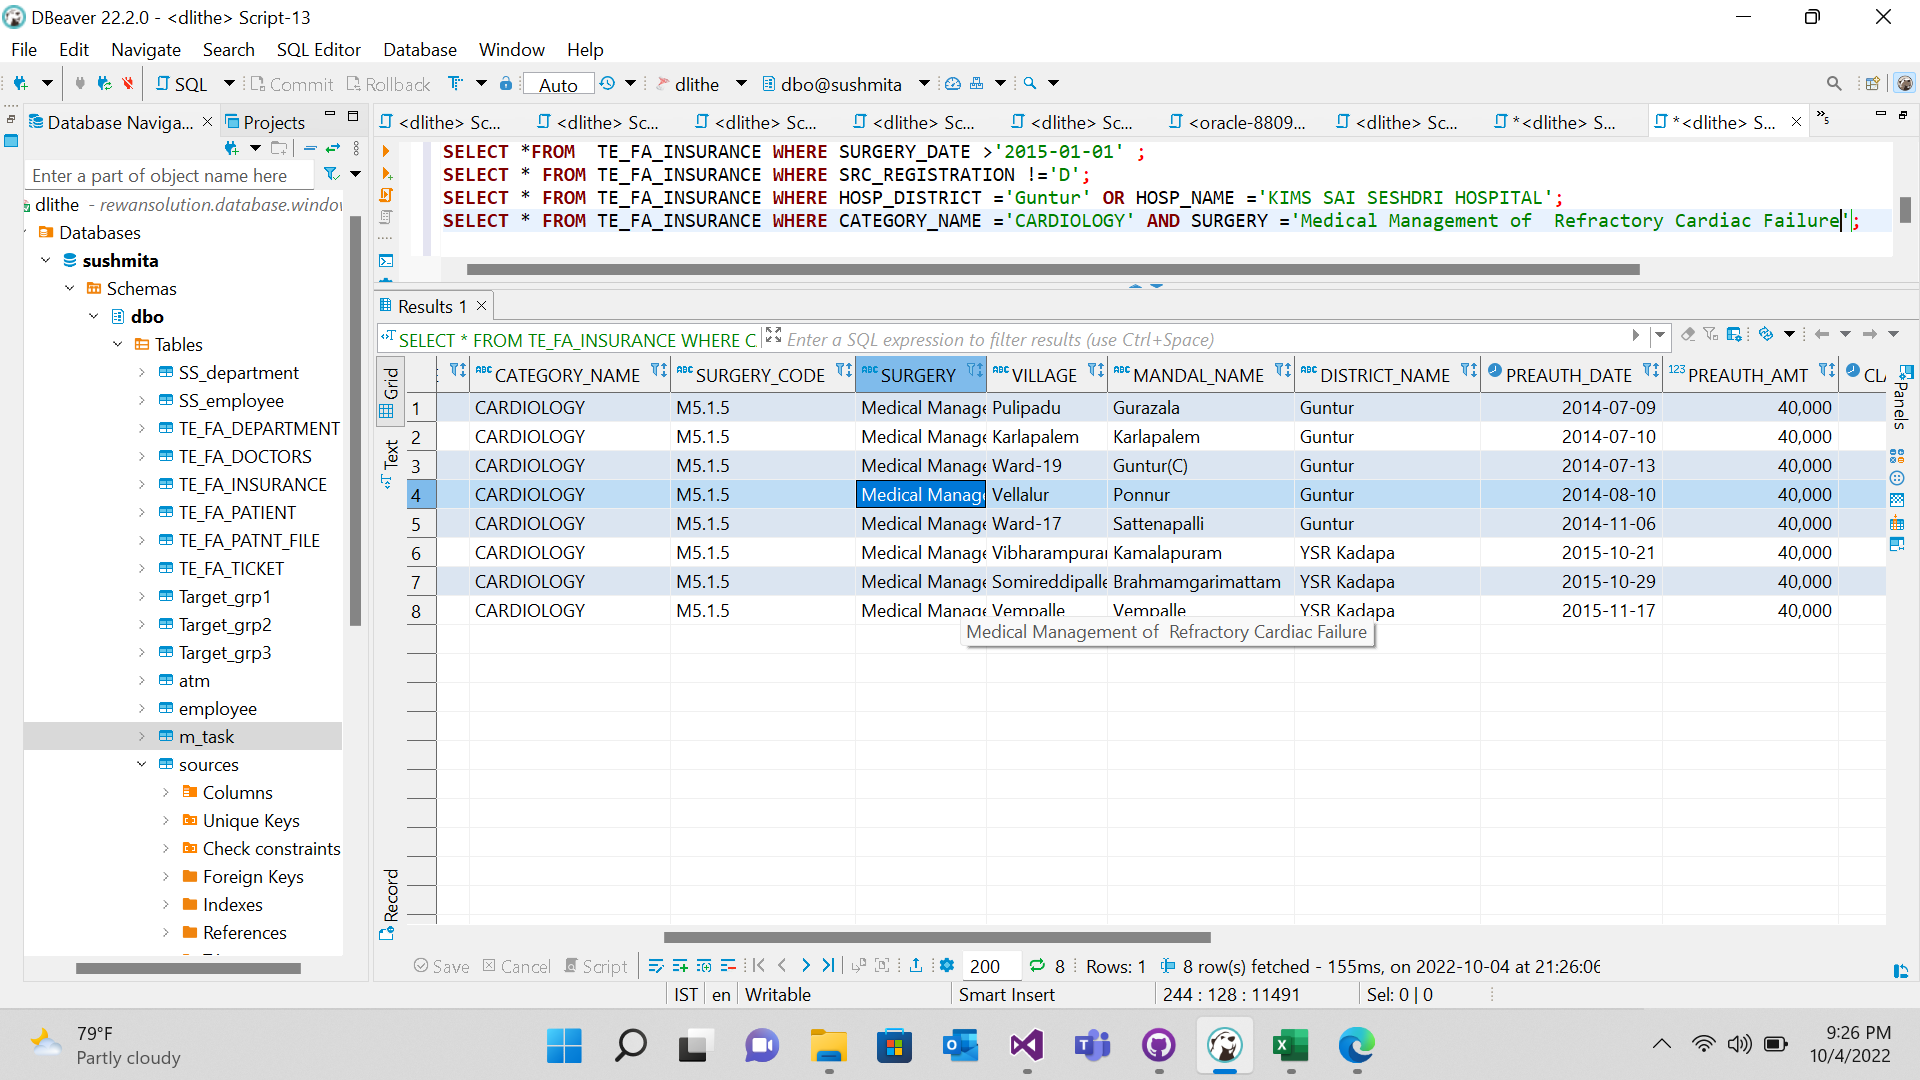 DBeaver 22.2.0 - <dlithe> Script-13
File Edit Navigate Search SQL Editor Database Window Help
SQL Commit Rollback Auto dlithe dbo@sushmita
Database Naviga... Projects
<dlithe> Sc... <dlithe> Sc... <dlithe> Sc... <dlithe> Sc... <dlithe> Sc... <oracle-8809... <dlithe> Sc... *<dlithe> S... *<dlithe> S... 5
Enter a part of object name here
dlithe - rewansolution.database.window
Databases
sushmita
Schemas
dbo
Tables
SS_department
SS_employee
TE_FA_DEPARTMENT
TE_FA_DOCTORS
TE_FA_INSURANCE
TE_FA_PATIENT
TE_FA_PATNT_FILE
TE_FA_TICKET
Target_grp1
Target_grp2
Target_grp3
atm
employee
m_task
sources
Columns
Unique Keys
Check constraints
Foreign Keys
Indexes
References
SELECT *FROM  TE_FA_INSURANCE WHERE SURGERY_DATE >'2015-01-01' ;
SELECT * FROM TE_FA_INSURANCE WHERE SRC_REGISTRATION !='D';
SELECT * FROM TE_FA_INSURANCE WHERE HOSP_DISTRICT ='Guntur' OR HOSP_NAME ='KIMS SAI SESHDRI HOSPITAL';
SELECT * FROM TE_FA_INSURANCE WHERE CATEGORY_NAME ='CARDIOLOGY' AND SURGERY ='Medical Management of  Refractory Cardiac Failure';
Results 1
SELECT * FROM TE_FA_INSURANCE WHERE C Enter a SQL expression to filter results (use Ctrl+Space)
Grid
Text
Record
Panels
ABC CATEGORY_NAME ABC SURGERY_CODE ABC SURGERY ABC VILLAGE ABC MANDAL_NAME ABC DISTRICT_NAME PREAUTH_DATE 123 PREAUTH_AMT CLA
1 CARDIOLOGY M5.1.5 Medical Manage Pulipadu Gurazala Guntur 2014-07-09 40,000
2 CARDIOLOGY M5.1.5 Medical Manage Karlapalem Karlapalem Guntur 2014-07-10 40,000
3 CARDIOLOGY M5.1.5 Medical Manage Ward-19 Guntur(C) Guntur 2014-07-13 40,000
4 CARDIOLOGY M5.1.5 Medical Manage Vellalur Ponnur Guntur 2014-08-10 40,000
5 CARDIOLOGY M5.1.5 Medical Manage Ward-17 Sattenapalli Guntur 2014-11-06 40,000
6 CARDIOLOGY M5.1.5 Medical Manage Vibharampurar Kamalapuram YSR Kadapa 2015-10-21 40,000
7 CARDIOLOGY M5.1.5 Medical Manage Somireddipalle Brahmamgarimattam YSR Kadapa 2015-10-29 40,000
8 CARDIOLOGY M5.1.5 Medical Manage Vempalle Vempalle YSR Kadapa 2015-11-17 40,000
Medical Management of  Refractory Cardiac Failure
Save Cancel Script 200 8 Rows: 1 8 row(s) fetched - 155ms, on 2022-10-04 at 21:26:06
IST en Writable Smart Insert 244 : 128 : 11491 Sel: 0 | 0
79°F
Partly cloudy
9:26 PM
10/4/2022